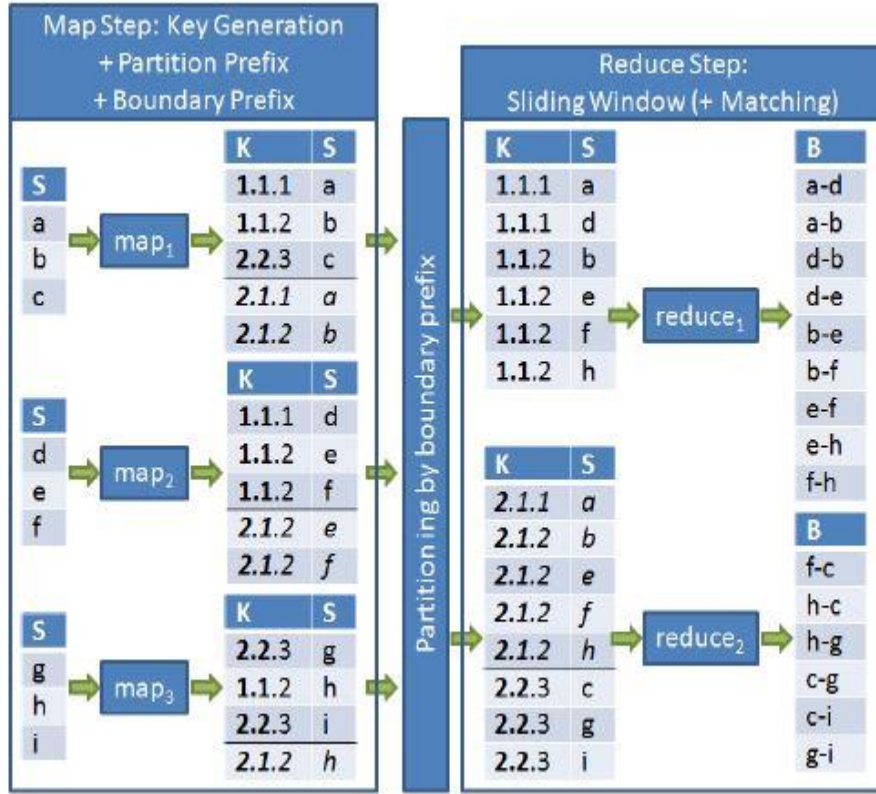 Map Step: Key Generation
+ Partition Prefix
+ Boundary Prefix
S
a
b
c
map1
K S
1.1.1 a
1.1.2 b
2.2.3 c
2.1.1 a
2.1.2 b
S
d
e
f
map2
K S
1.1.1 d
1.1.2 e
1.1.2 f
2.1.2 e
2.1.2 f
S
g
h
i
map3
K S
2.2.3 g
1.1.2 h
2.2.3 i
2.1.2 h
Partition ing by boundary prefix
Reduce Step:
Sliding Window (+ Matching)
K S
1.1.1 a
1.1.1 d
1.1.2 b
1.1.2 e
1.1.2 f
1.1.2 h
reduce1
B
a-d
a-b
d-b
d-e
b-e
b-f
e-f
e-h
f-h
K S
2.1.1 a
2.1.2 b
2.1.2 e
2.1.2 f
2.1.2 h
2.2.3 c
2.2.3 g
2.2.3 i
reduce2
B
f-c
h-c
h-g
c-g
c-i
g-i